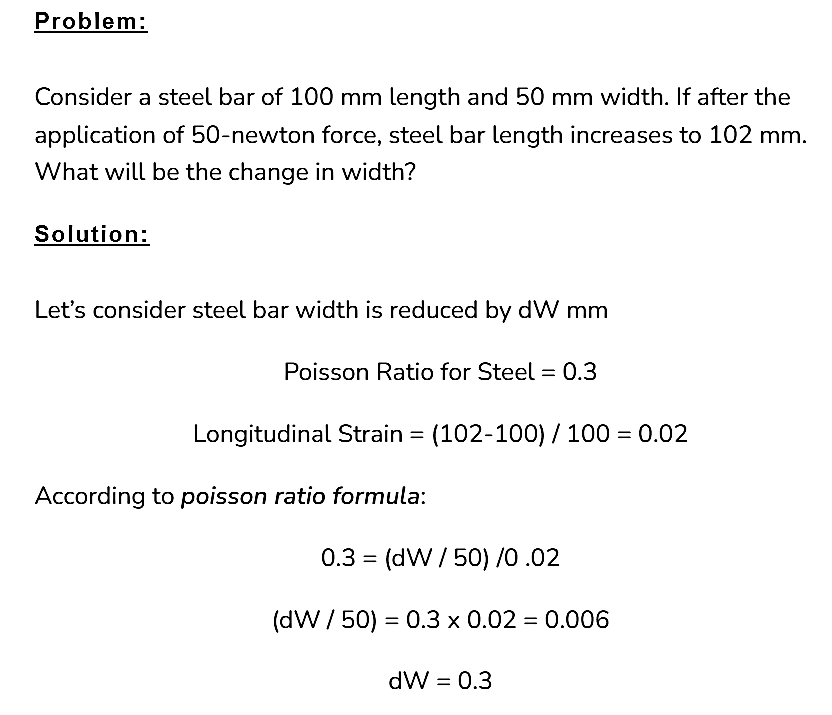 Problem:
Consider a steel bar of 100 mm length and 50 mm width. If after the
application of 50-newton force, steel bar length increases to 102 mm.
What will be the change in width?
Solution:
Let’s consider steel bar width is reduced by dW mm
Poisson Ratio for Steel = 0.3
Longitudinal Strain = (102-100) / 100 = 0.02
According to poisson ratio formula:
0.3 = (dW / 50) /0 .02
(dW / 50) = 0.3 x 0.02 = 0.006
dW = 0.3